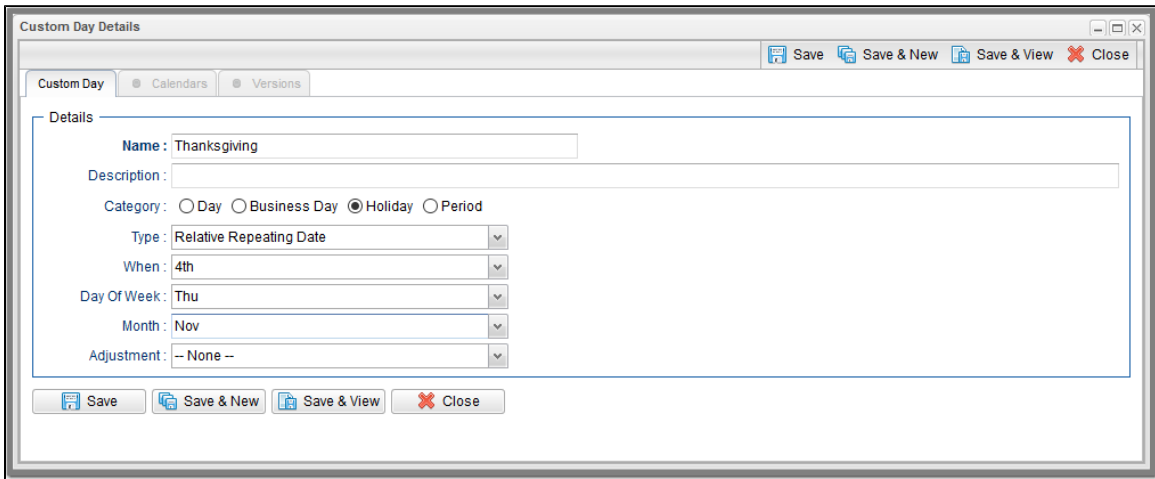 Custom Day Details
Save Save & New Save & View Close
Custom Day Calendars Versions
Details
Name : Thanksgiving
Description :
Category : Day Business Day Holiday Period
Type : Relative Repeating Date
When : 4th
Day Of Week : Thu
Month : Nov
Adjustment : -- None --
Save Save & New Save & View Close